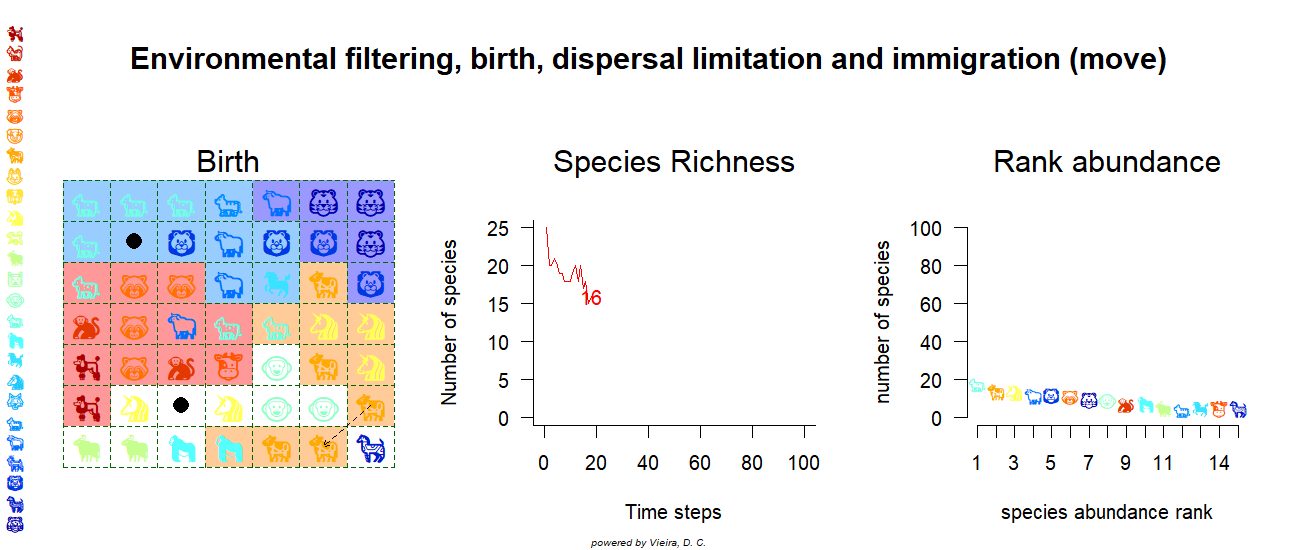 Environmental filtering, birth, dispersal limitation and immigration (move)
Birth
Species Richness
Number of species
25
20
15
10
5
0
16
0 20 40 60 80 100
Time steps
Rank abundance
number of species
100
80
60
40
20
0
1 3 5 7 9 11 14
species abundance rank
powered by Vieira, D. C.